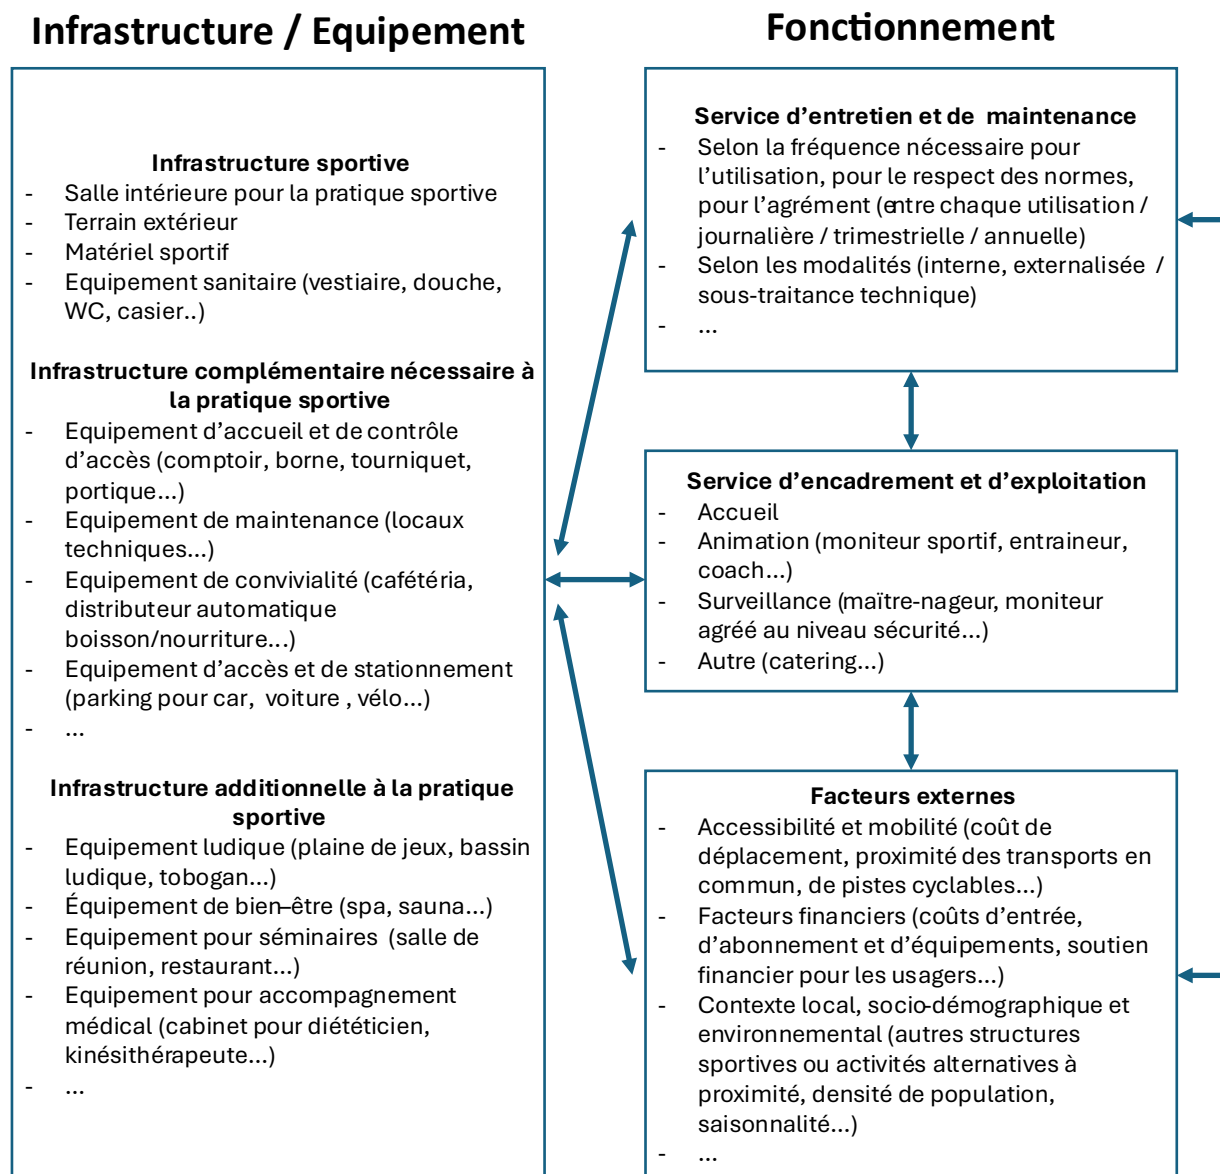 Infrastructure / Equipement
Infrastructure sportive
- Salle intérieure pour la pratique sportive
- Terrain extérieur
- Matériel sportif
- Equipement sanitaire (vestiaire, douche,
WC, casier..)
Infrastructure complémentaire nécessaire à
la pratique sportive
- Equipement d'accueil et de contrôle
d'accès (comptoir, borne, tourniquet,
portique...)
- Equipement de maintenance (locaux
techniques...)
- Equipement de convivialité (cafétéria,
distributeur automatique
boisson/nourriture...)
- Equipement d'accès et de stationnement
(parking pour car, voiture , vélo...)
- ...
Infrastructure additionnelle à la pratique
sportive
- Equipement ludique (plaine de jeux, bassin
ludique, tobogan...)
- Équipement de bien–être (spa, sauna...)
- Equipement pour séminaires (salle de
réunion, restaurant...)
- Equipement pour accompagnement
médical (cabinet pour diététicien,
kinésithérapeute...)
- ...
Fonctionnement
Service d'entretien et de maintenance
- Selon la fréquence nécessaire pour
l'utilisation, pour le respect des normes,
pour l'agrément (entre chaque utilisation /
journalière / trimestrielle / annuelle)
- Selon les modalités (interne, externalisée /
sous-traitance technique)
- ...
Service d'encadrement et d'exploitation
- Accueil
- Animation (moniteur sportif, entraineur,
coach...)
- Surveillance (maïtre-nageur, moniteur
agréé au niveau sécurité...)
- Autre (catering...)
Facteurs externes
- Accessibilité et mobilité (coût de
déplacement, proximité des transports en
commun, de pistes cyclables...)
- Facteurs financiers (coûts d'entrée,
d'abonnement et d'équipements, soutien
financier pour les usagers...)
- Contexte local, socio-démographique et
environnemental (autres structures
sportives ou activités alternatives à
proximité, densité de population,
saisonnalité...)
- ...